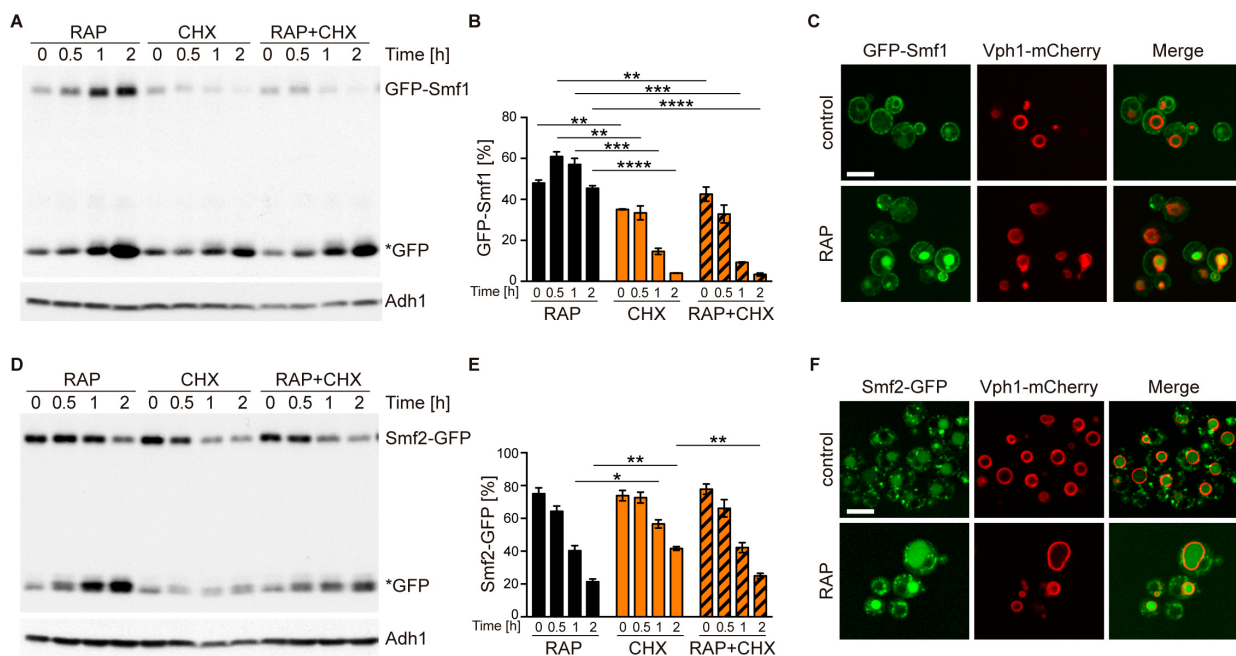 A
RAP CHX RAP+CHX
0 0.5 1 2 0 0.5 1 2 0 0.5 1 2 Time [h]
GFP-Smf1
*GFP
Adh1
B
** 
***
****
**
**
***
****
GFP-Smf1 [%]
80
60
40
20
0
Time [h] 0 0.5 1 2 0 0.5 1 2 0 0.5 1 2
RAP CHX RAP+CHX
C
GFP-Smf1 Vph1-mCherry Merge
control
RAP
D
RAP CHX RAP+CHX
0 0.5 1 2 0 0.5 1 2 0 0.5 1 2 Time [h]
Smf2-GFP
*GFP
Adh1
E
**
**
*
Smf2-GFP [%]
100
80
60
40
20
0
Time [h] 0 0.5 1 2 0 0.5 1 2 0 0.5 1 2
RAP CHX RAP+CHX
F
Smf2-GFP Vph1-mCherry Merge
control
RAP